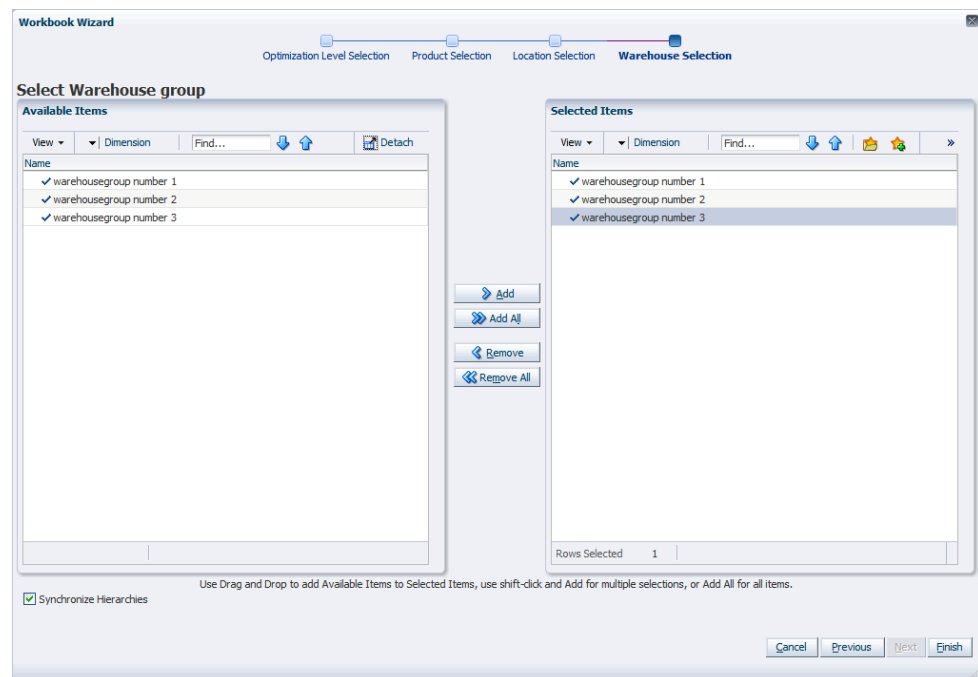 Workbook Wizard
Optimization Level Selection Product Selection Location Selection Warehouse Selection
Select Warehouse group
Available Items
View Dimension Find... Detach
Name
warehousegroup number 1
warehousegroup number 2
warehousegroup number 3
Selected Items
View Dimension Find... »
Name
warehousegroup number 1
warehousegroup number 2
warehousegroup number 3
Add
Add All
Remove
Remove All
Rows Selected 1
Use Drag and Drop to add Available Items to Selected Items, use shift-click and Add for multiple selections, or Add All for all items.
Synchronize Hierarchies
Cancel Previous Next Finish